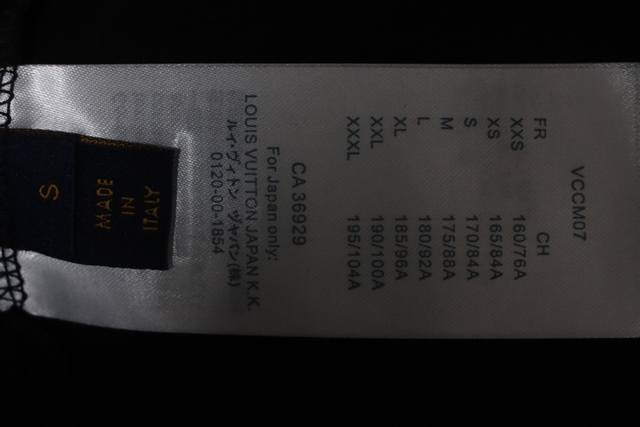 VCCM07
FR CH
XXS 160/76A
XS 165/84A
S 170/84A
M 175/88A
L 180/92A
XL 185/96A
XXL 190/100A
XXXL 195/104A
CA 36929
For Japan only:
LOUIS VUITTON JAPAN K.K.
ルイ・ヴィトン ジャパン(株)
0120-00-1854
S
MADE
IN
ITALY